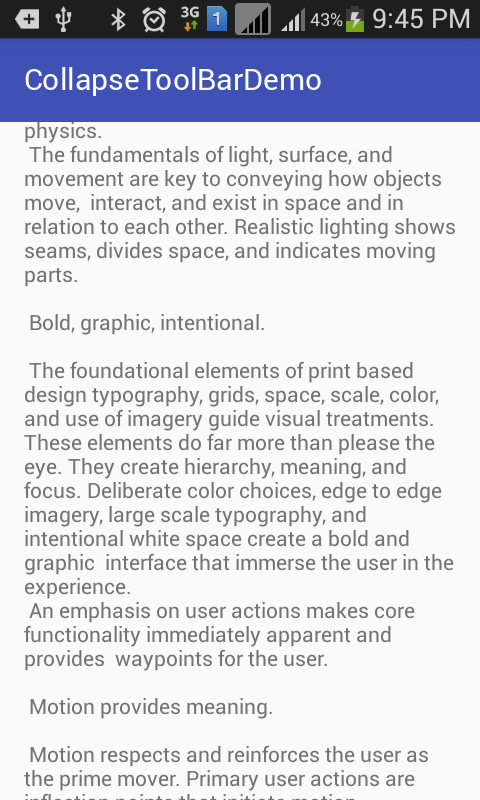 3G 1 43% 9:45 PM
CollapseToolBarDemo
physics.
The fundamentals of light, surface, and
movement are key to conveying how objects
move,  interact, and exist in space and in
relation to each other. Realistic lighting shows
seams, divides space, and indicates moving
parts.
Bold, graphic, intentional.
The foundational elements of print based
design typography, grids, space, scale, color,
and use of imagery guide visual treatments.
These elements do far more than please the
eye. They create hierarchy, meaning, and
focus. Deliberate color choices, edge to edge
imagery, large scale typography, and
intentional white space create a bold and
graphic  interface that immerse the user in the
experience.
An emphasis on user actions makes core
functionality immediately apparent and
provides  waypoints for the user.
Motion provides meaning.
Motion respects and reinforces the user as
the prime mover. Primary user actions are
inflection points that initiate motion,